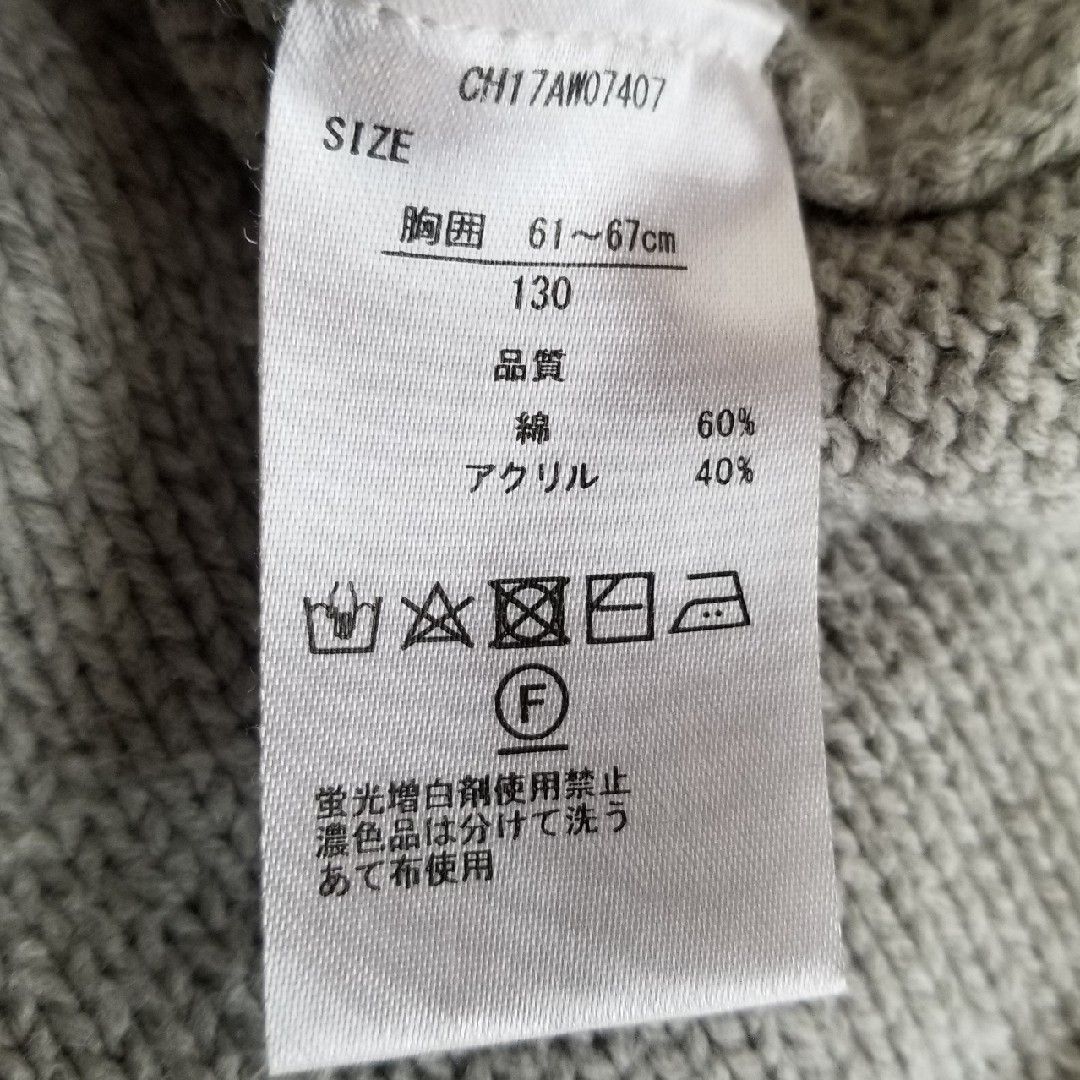 CH17AW07407
SIZE
胸囲 61~67cm
130
品質
綿 60%
アクリル 40%
F
蛍光増白剤使用禁止
濃色品は分けて洗う
あて布使用